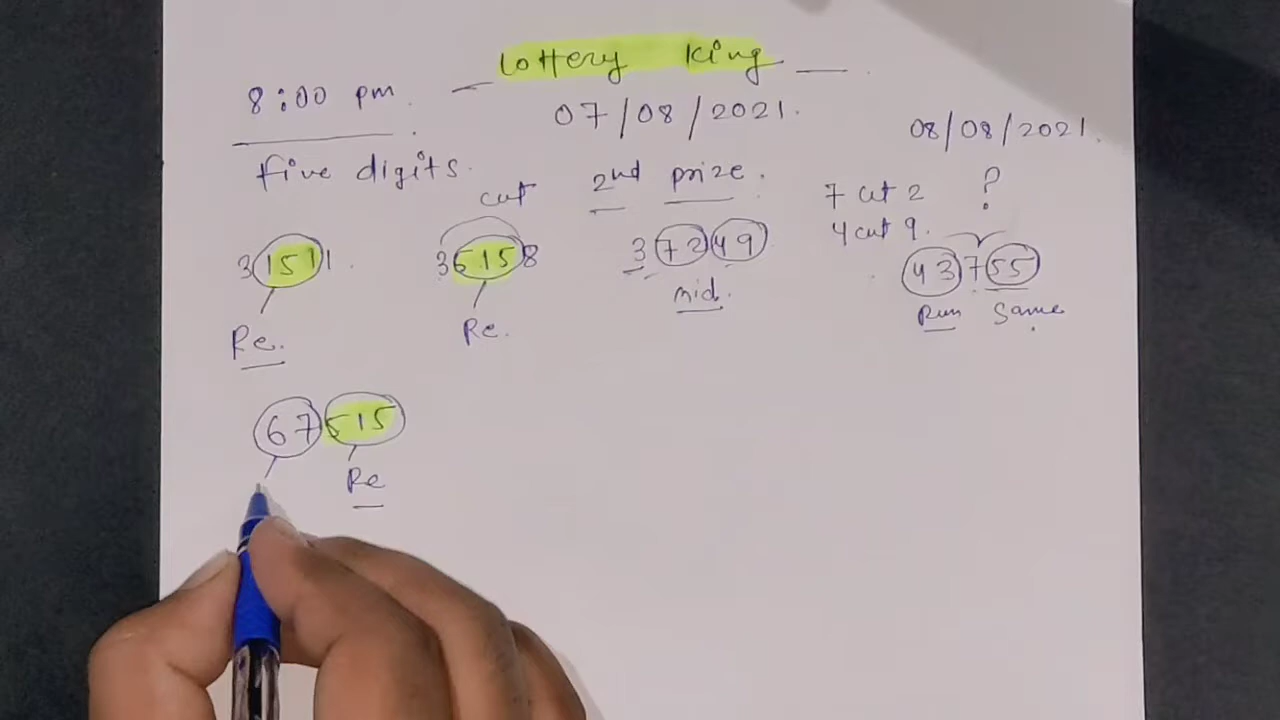 Lottery King
8:00 pm.
07/08/2021.
08/08/2021.
five digits.
cut
2nd prize.
7 cut 2
?
4 cut 9.
31511
36158
37249
43755
Re.
Re.
mid.
Run
Same
67515
Re